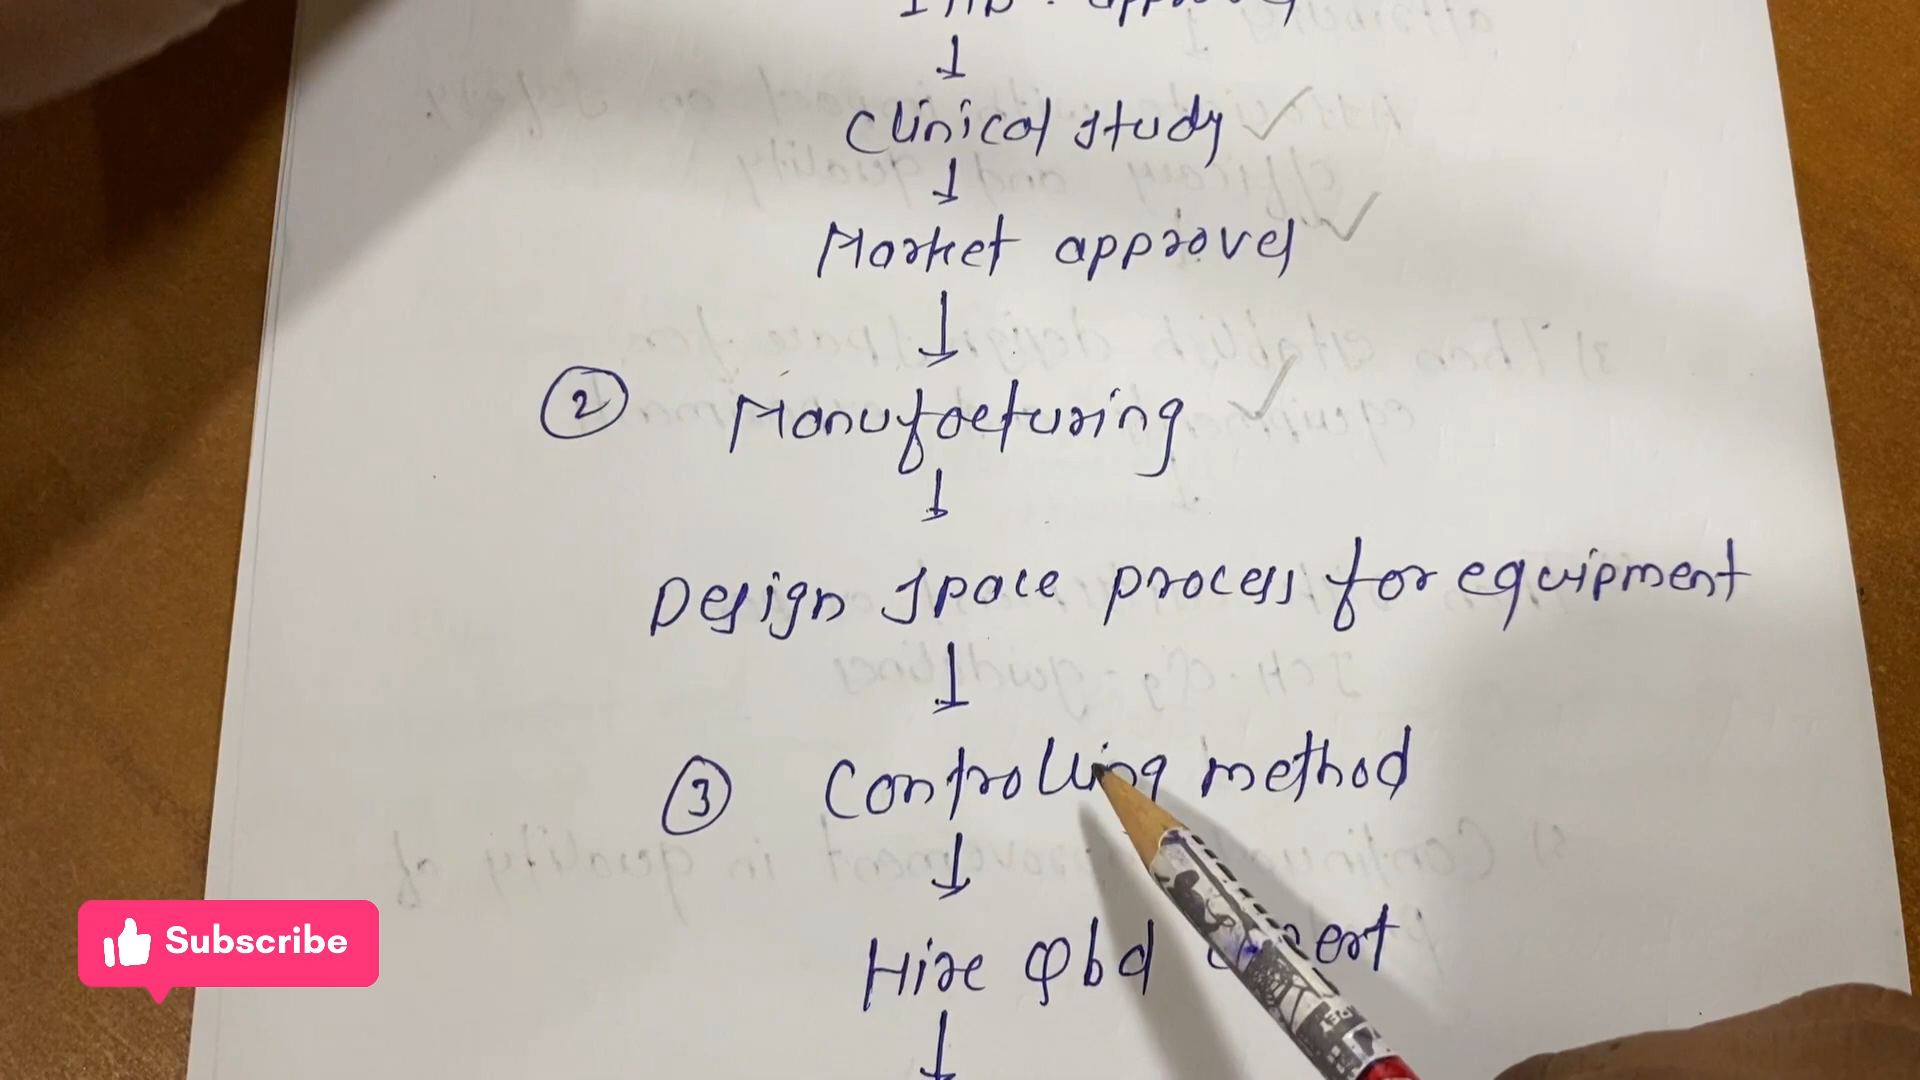 Clinical study
Market approvel
2 Manufacturing
Design space process for equipment
3 Controlling method
Hire Qbd
Subscribe